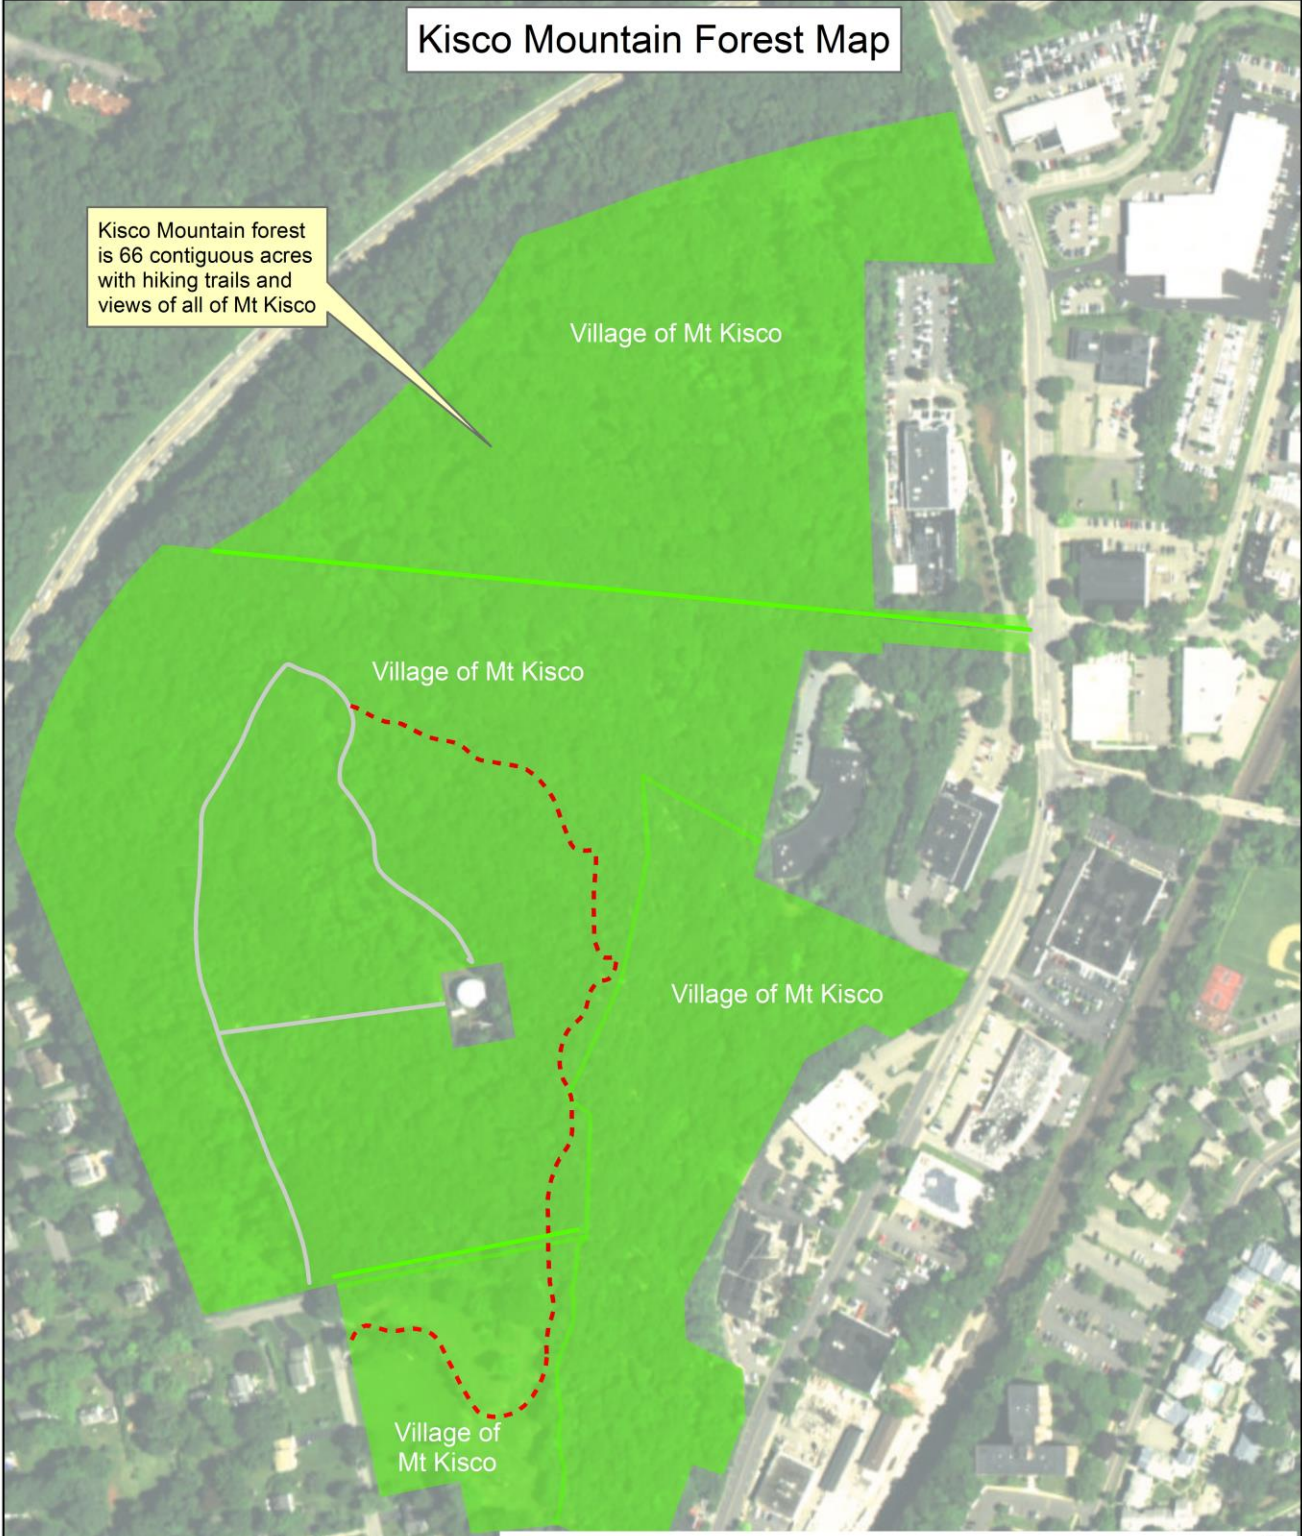 Kisco Mountain Forest Map
Kisco Mountain forest
is 66 contiguous acres
with hiking trails and
views of all of Mt Kisco
Village of Mt Kisco
Village of Mt Kisco
Village of Mt Kisco
Village of
Mt Kisco